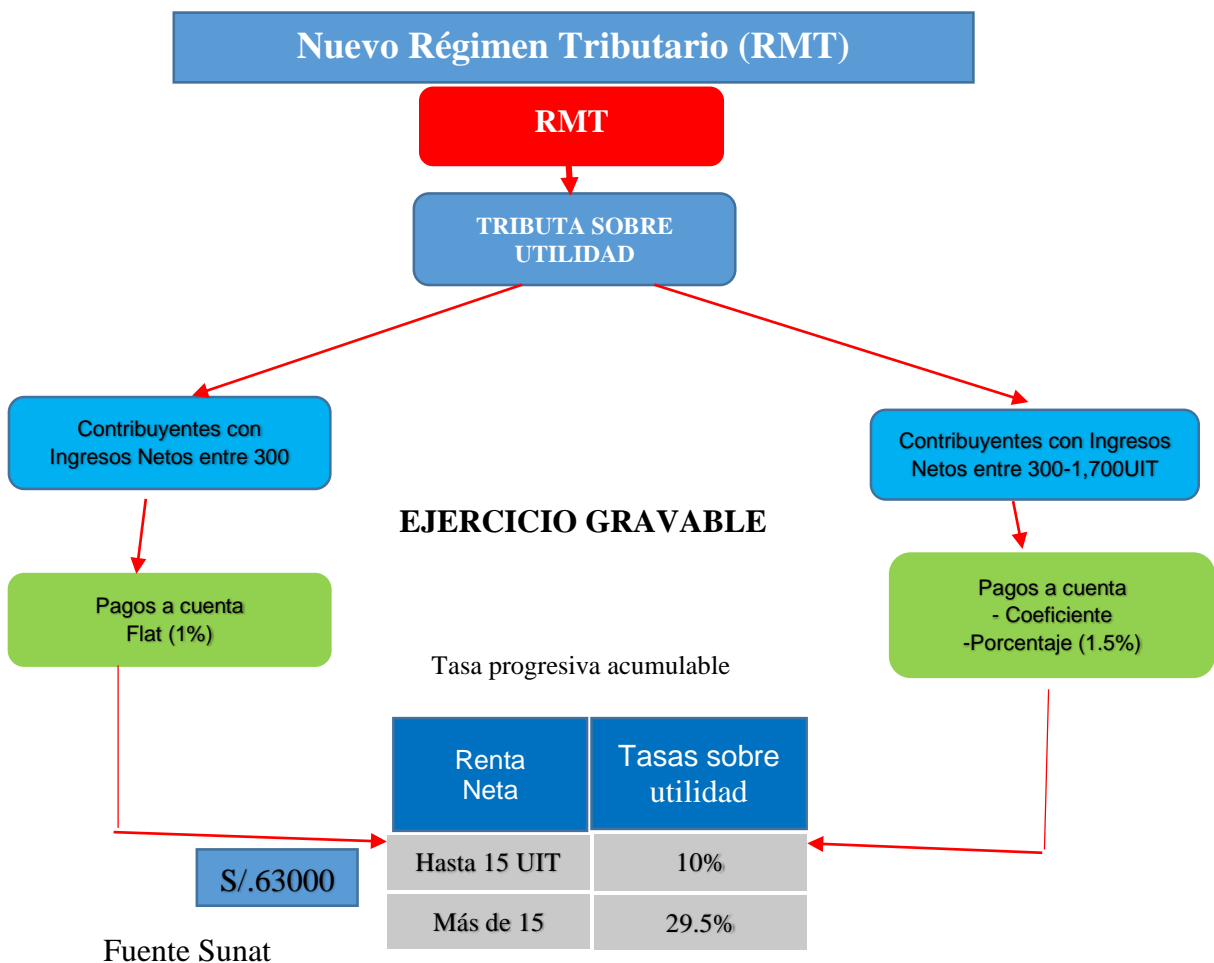 Nuevo Régimen Tributario (RMT)
RMT
TRIBUTA SOBRE
UTILIDAD
Contribuyentes con
Ingresos Netos entre 300
Contribuyentes con Ingresos
Netos entre 300-1,700UIT
EJERCICIO GRAVABLE
Pagos a cuenta
Flat (1%)
Pagos a cuenta
- Coeficiente
-Porcentaje (1.5%)
Tasa progresiva acumulable
Renta
Neta
Tasas sobre
utilidad
Hasta 15 UIT
10%
S/.63000
Más de 15
29.5%
Fuente Sunat